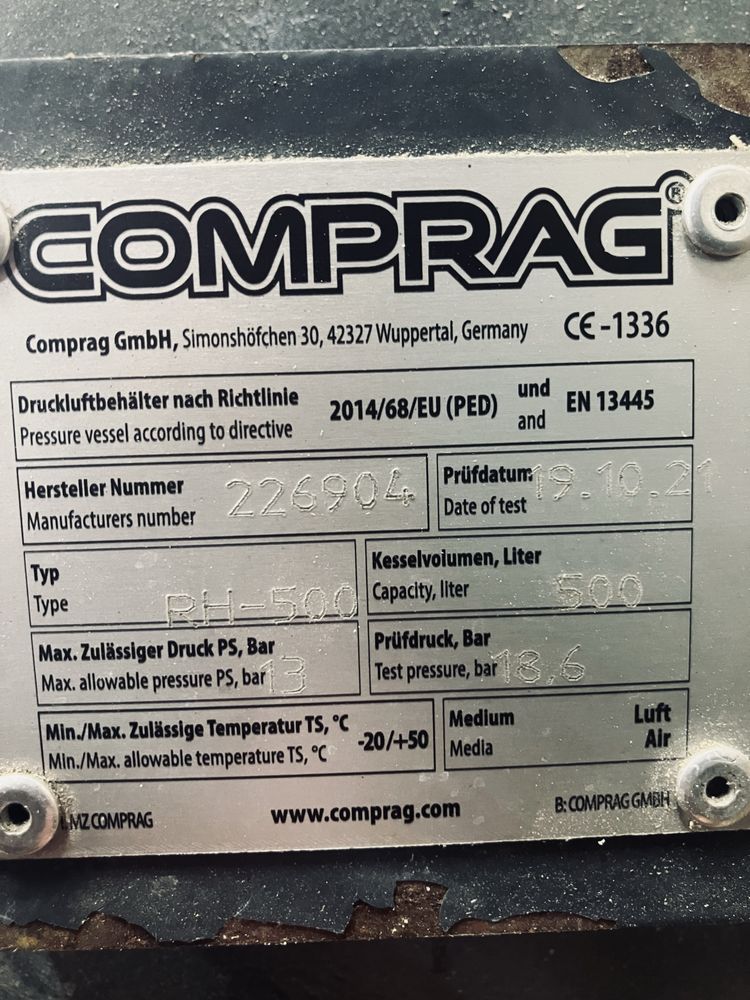 COMPRAG®
Comprag GmbH, Simonshöfchen 30, 42327 Wuppertal, Germany CE-1336
Druckluftbehälter nach Richtlinie
Pressure vessel according to directive
2014/68/EU (PED)
und
and
EN 13445
Hersteller Nummer
Manufacturers number
226904
Prüfdatum
Date of test
19.10.21
Typ
Type
RH-500
Kesselvolumen, Liter
Capacity, liter
500
Max. Zulässiger Druck PS, Bar
Max. allowable pressure PS, bar
13
Prüfdruck, Bar
Test pressure, bar
18,6
Min./Max. Zulässige Temperatur TS, °C
Min./Max. allowable temperature TS, °C
-20/+50
Medium
Media
Luft
Air
MZ COMPRAG
www.comprag.com
B: COMPRAG GMBH